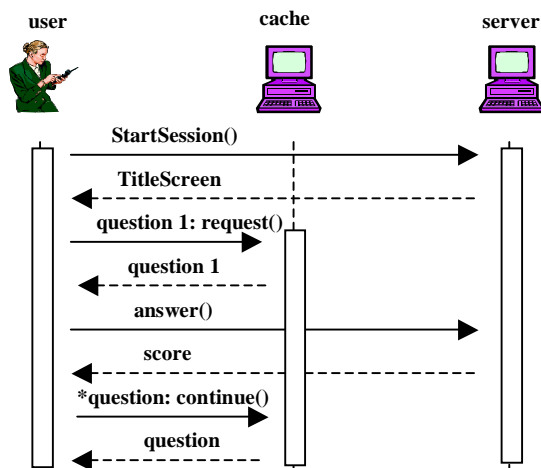 user
cache
server
StartSession()
TitleScreen
question 1: request()
question 1
answer()
score
*question: continue()
question